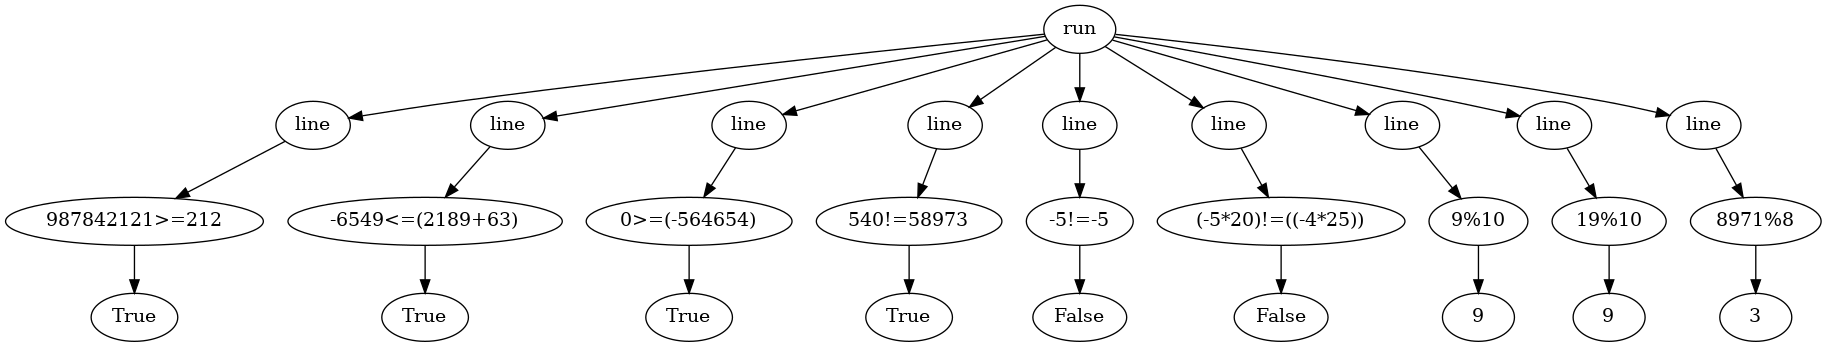 run
line line line line line line line line line
987842121>=212 -6549<=(2189+63) 0>=(-564654) 540!=58973 -5!=-5 (-5*20)!=((-4*25)) 9%10 19%10 8971%8
True True True True False False 9 9 3